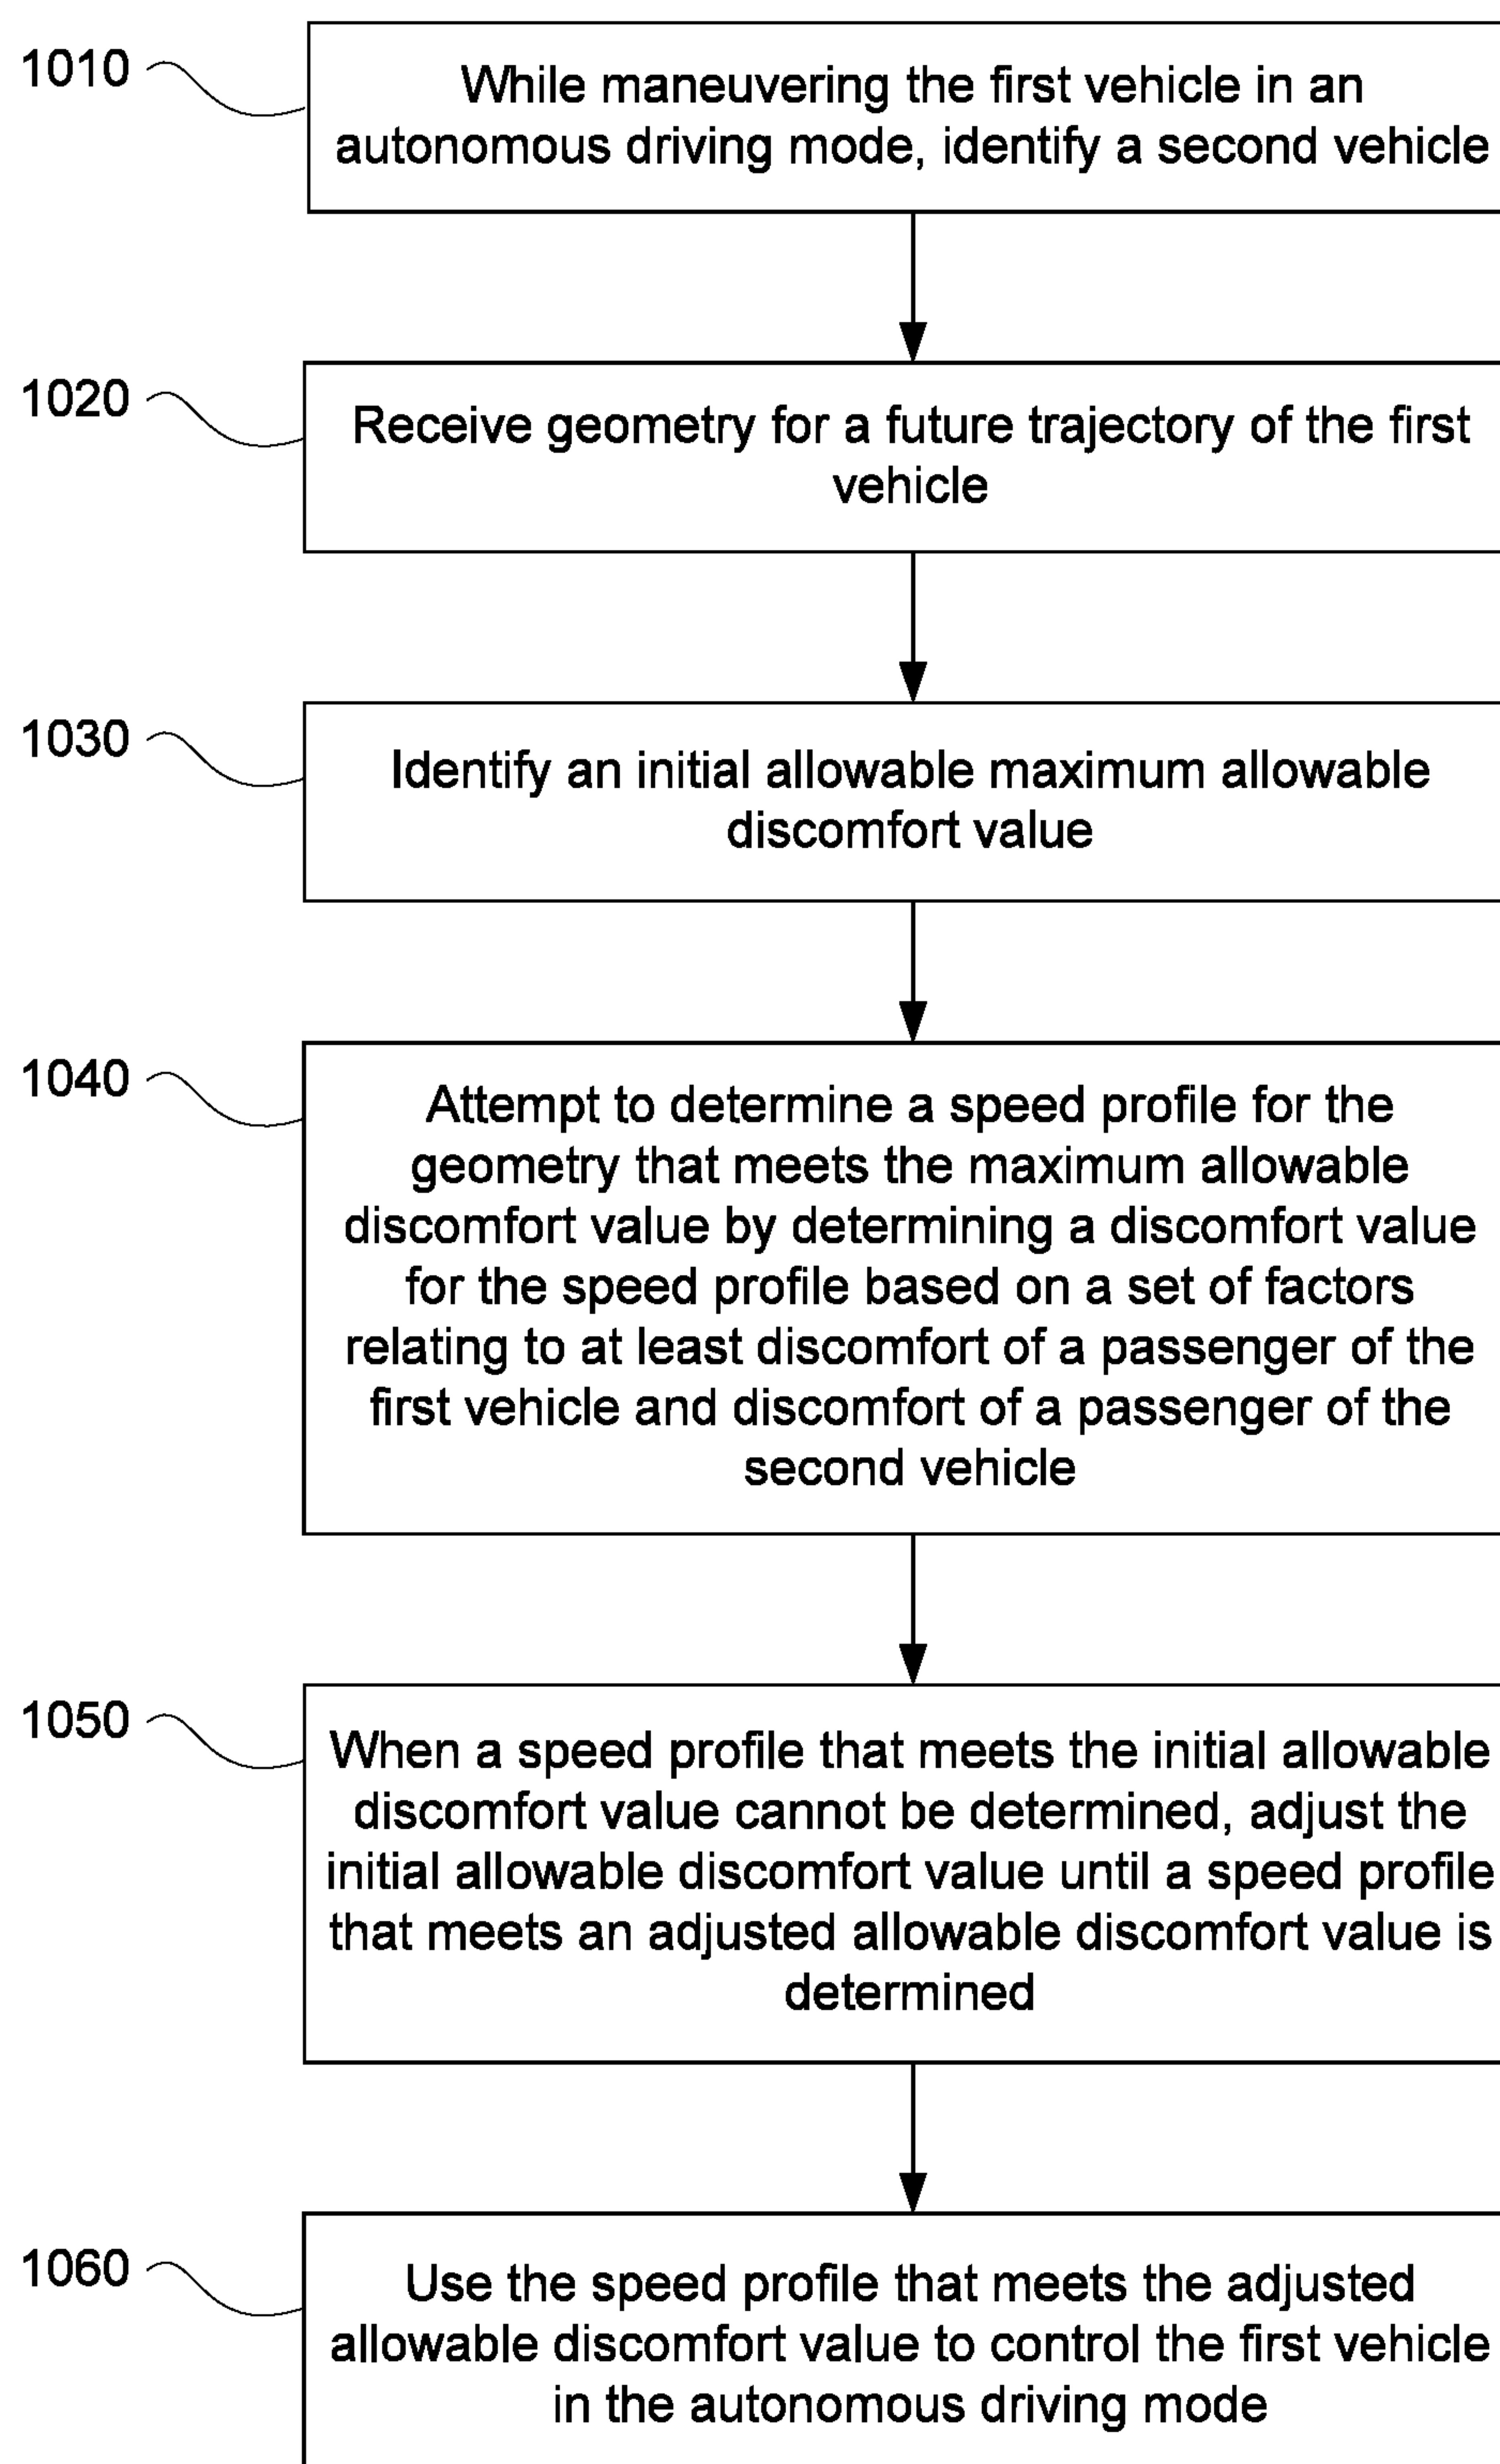 1010
While maneuvering the first vehicle in an
autonomous driving mode, identify a second vehicle
1020
Receive geometry for a future trajectory of the first
vehicle
1030
Identify an initial allowable maximum allowable
discomfort value
1040
Attempt to determine a speed profile for the
geometry that meets the maximum allowable
discomfort value by determining a discomfort value
for the speed profile based on a set of factors
relating to at least discomfort of a passenger of the
first vehicle and discomfort of a passenger of the
second vehicle
1050
When a speed profile that meets the initial allowable
discomfort value cannot be determined, adjust the
initial allowable discomfort value until a speed profile
that meets an adjusted allowable discomfort value is
determined
1060
Use the speed profile that meets the adjusted
allowable discomfort value to control the first vehicle
in the autonomous driving mode